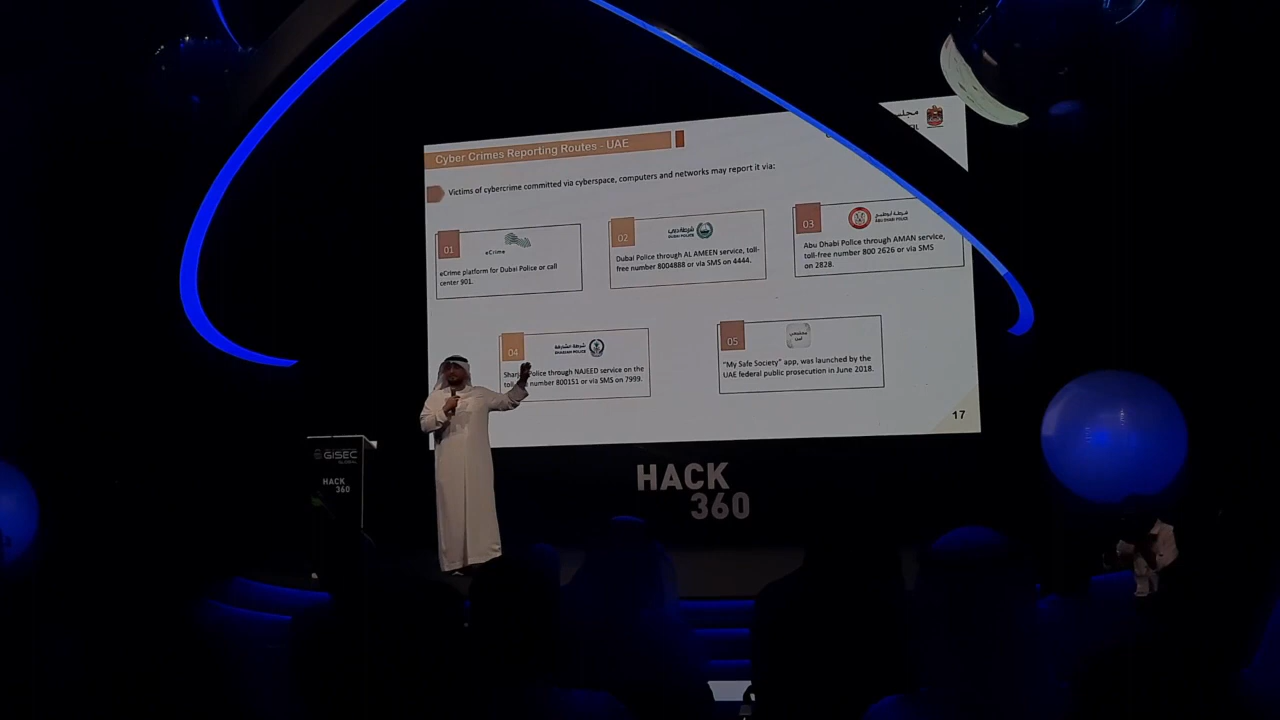 Cyber Crimes Reporting Routes - UAE
مجلس
Victims of cybercrime committed via cyberspace, computers and networks may report it via:
01
eCrime
eCrime platform for Dubai Police or call
center 901.
02
شرطة دبي
DUBAI POLICE
Dubai Police through AL AMEEN service, toll-
free number 8004888 or via SMS on 4444.
03
شرطة أبوظبي
ABU DHABI POLICE
Abu Dhabi Police through AMAN service,
toll-free number 800 2626 or via SMS
on 2828.
04
شرطة الشارقة
SHARJAH POLICE
Police through NAJEED service on the
number 800151 or via SMS on 7999.
05
"My Safe Society" app, was launched by the
UAE federal public prosecution in June 2018.
17
GISEC
GLOBAL
HACK
360
HACK
360